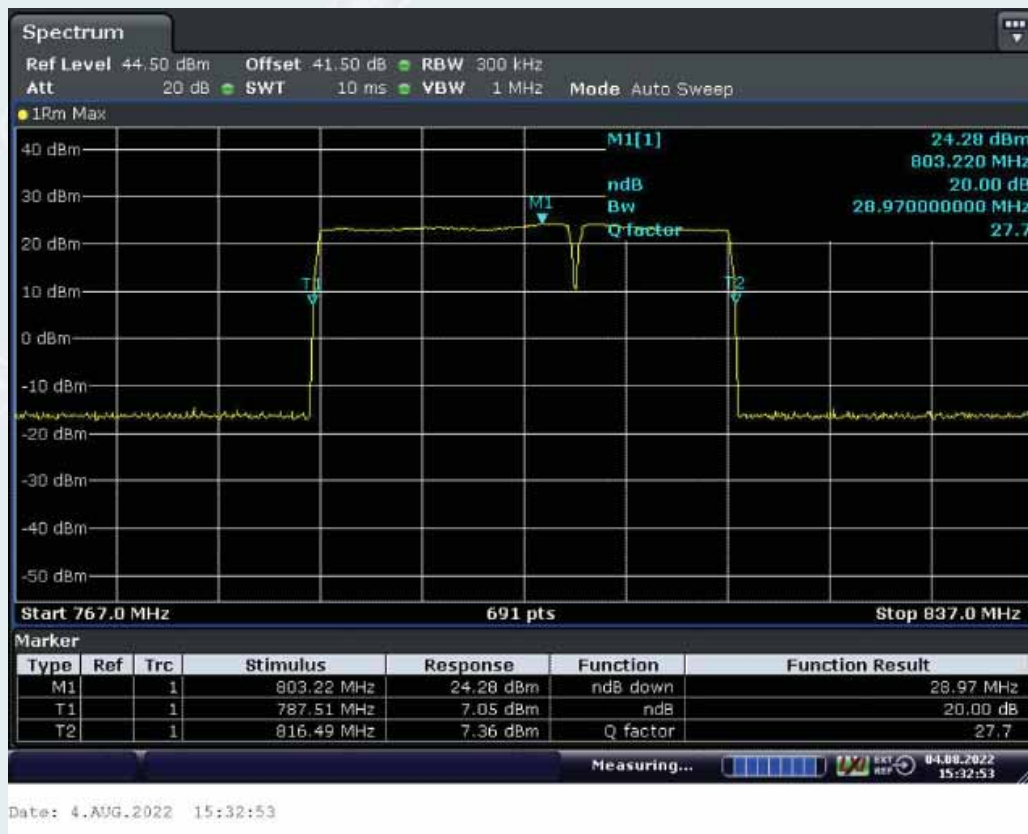 Spectrum
Ref Level 44.50 dBm Offset 41.50 dB RBW 300 kHz
Att 20 dB SWT 10 ms VBW 1 MHz Mode Auto Sweep
1Rm Max
M1[1] 24.28 dBm
803.220 MHz
ndB 20.00 dB
Bw 28.970000000 MHz
Q factor 27.7
40 dBm
30 dBm
20 dBm
10 dBm
0 dBm
-10 dBm
-20 dBm
-30 dBm
-40 dBm
-50 dBm
M1
T1
T2
Start 767.0 MHz 691 pts Stop 837.0 MHz
Marker
Type Ref Trc Stimulus Response Function Function Result
M1 1 803.22 MHz 24.28 dBm ndB down 28.97 MHz
T1 1 787.51 MHz 7.05 dBm ndB 20.00 dB
T2 1 816.49 MHz 7.36 dBm Q factor 27.7
Measuring... LXI EXT REF 04.08.2022
15:32:53
Date: 4.AUG.2022 15:32:53